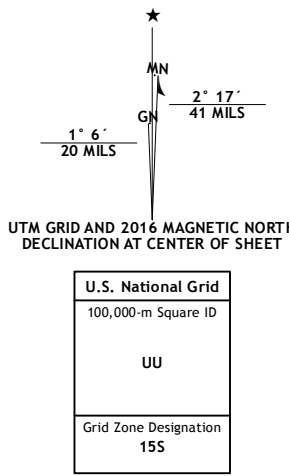 ★
MN
GN
2° 17´
41 MILS
1° 6´
20 MILS
UTM GRID AND 2016 MAGNETIC NORTH
DECLINATION AT CENTER OF SHEET
U.S. National Grid
100,000-m Square ID
UU
Grid Zone Designation
15S